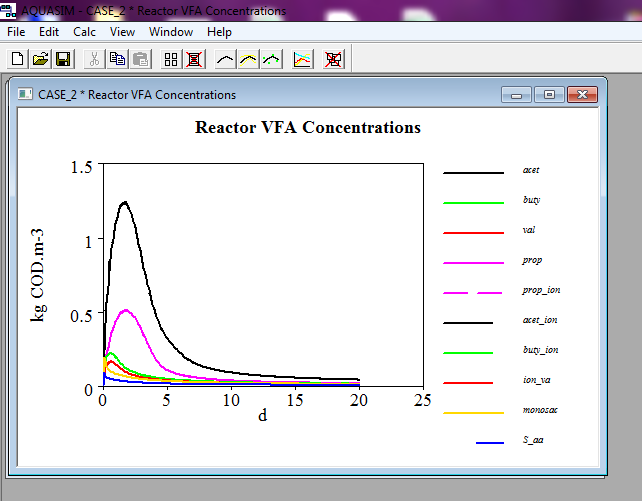 AQUASIM - CASE_2 * Reactor VFA Concentrations
File Edit Calc View Window Help
CASE_2 * Reactor VFA Concentrations
Reactor VFA Concentrations
1.5
1
0.5
0
kg COD.m-3
0 5 10 15 20 25
d
acet
buty
val
prop
prop_ion
acet_ion
buty_ion
ion_va
monosac
S_aa